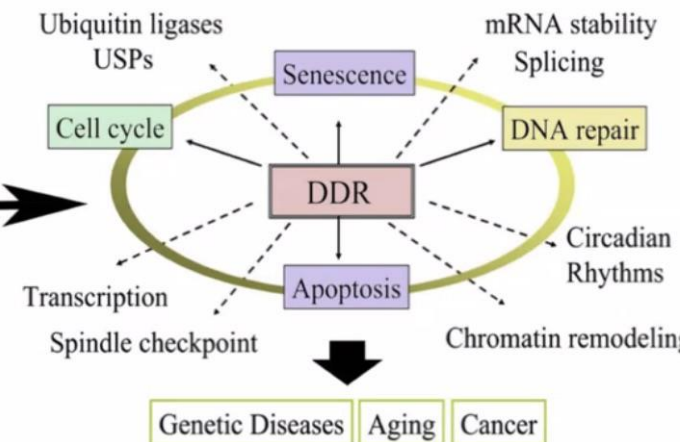 Ubiquitin ligases
USPs
mRNA stability
Splicing
Senescence
Cell cycle
DNA repair
DDR
Circadian
Rhythms
Transcription
Apoptosis
Spindle checkpoint
Chromatin remodeling
Genetic Diseases
Aging
Cancer